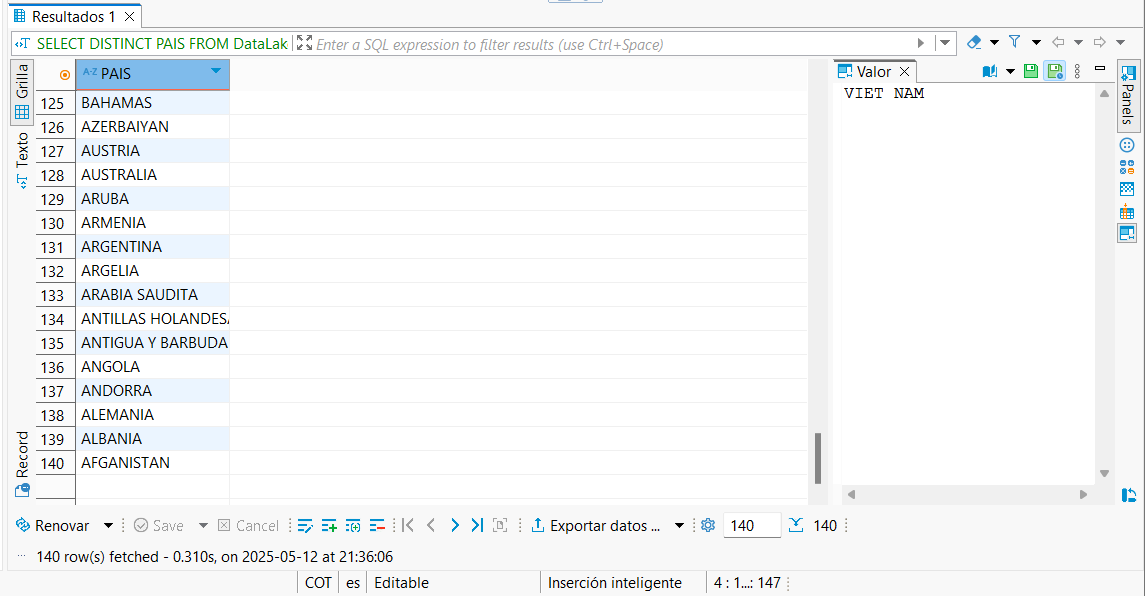 Resultados 1
SELECT DISTINCT PAIS FROM DataLak
Enter a SQL expression to filter results (use Ctrl+Space)
Grilla
Texto
Record
A-Z PAIS
125 BAHAMAS
126 AZERBAIYAN
127 AUSTRIA
128 AUSTRALIA
129 ARUBA
130 ARMENIA
131 ARGENTINA
132 ARGELIA
133 ARABIA SAUDITA
134 ANTILLAS HOLANDESA
135 ANTIGUA Y BARBUDA
136 ANGOLA
137 ANDORRA
138 ALEMANIA
139 ALBANIA
140 AFGANISTAN
Valor
VIET NAM
Panels
Renovar Save Cancel Exportar datos ... 140 140
140 row(s) fetched - 0.310s, on 2025-05-12 at 21:36:06
COT es Editable Inserción inteligente 4 : 1...: 147